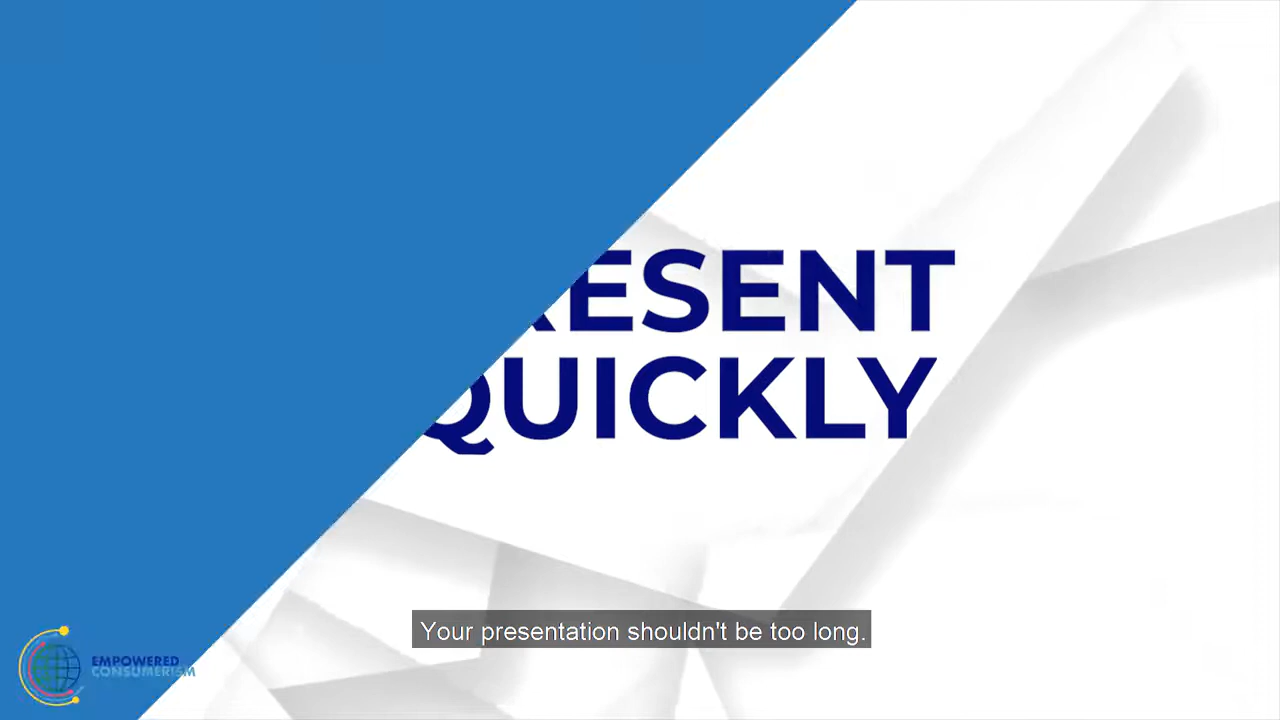 RESENT
QUICKLY
Your presentation shouldn't be too long.
EMPOWERED
CONSUMERISM